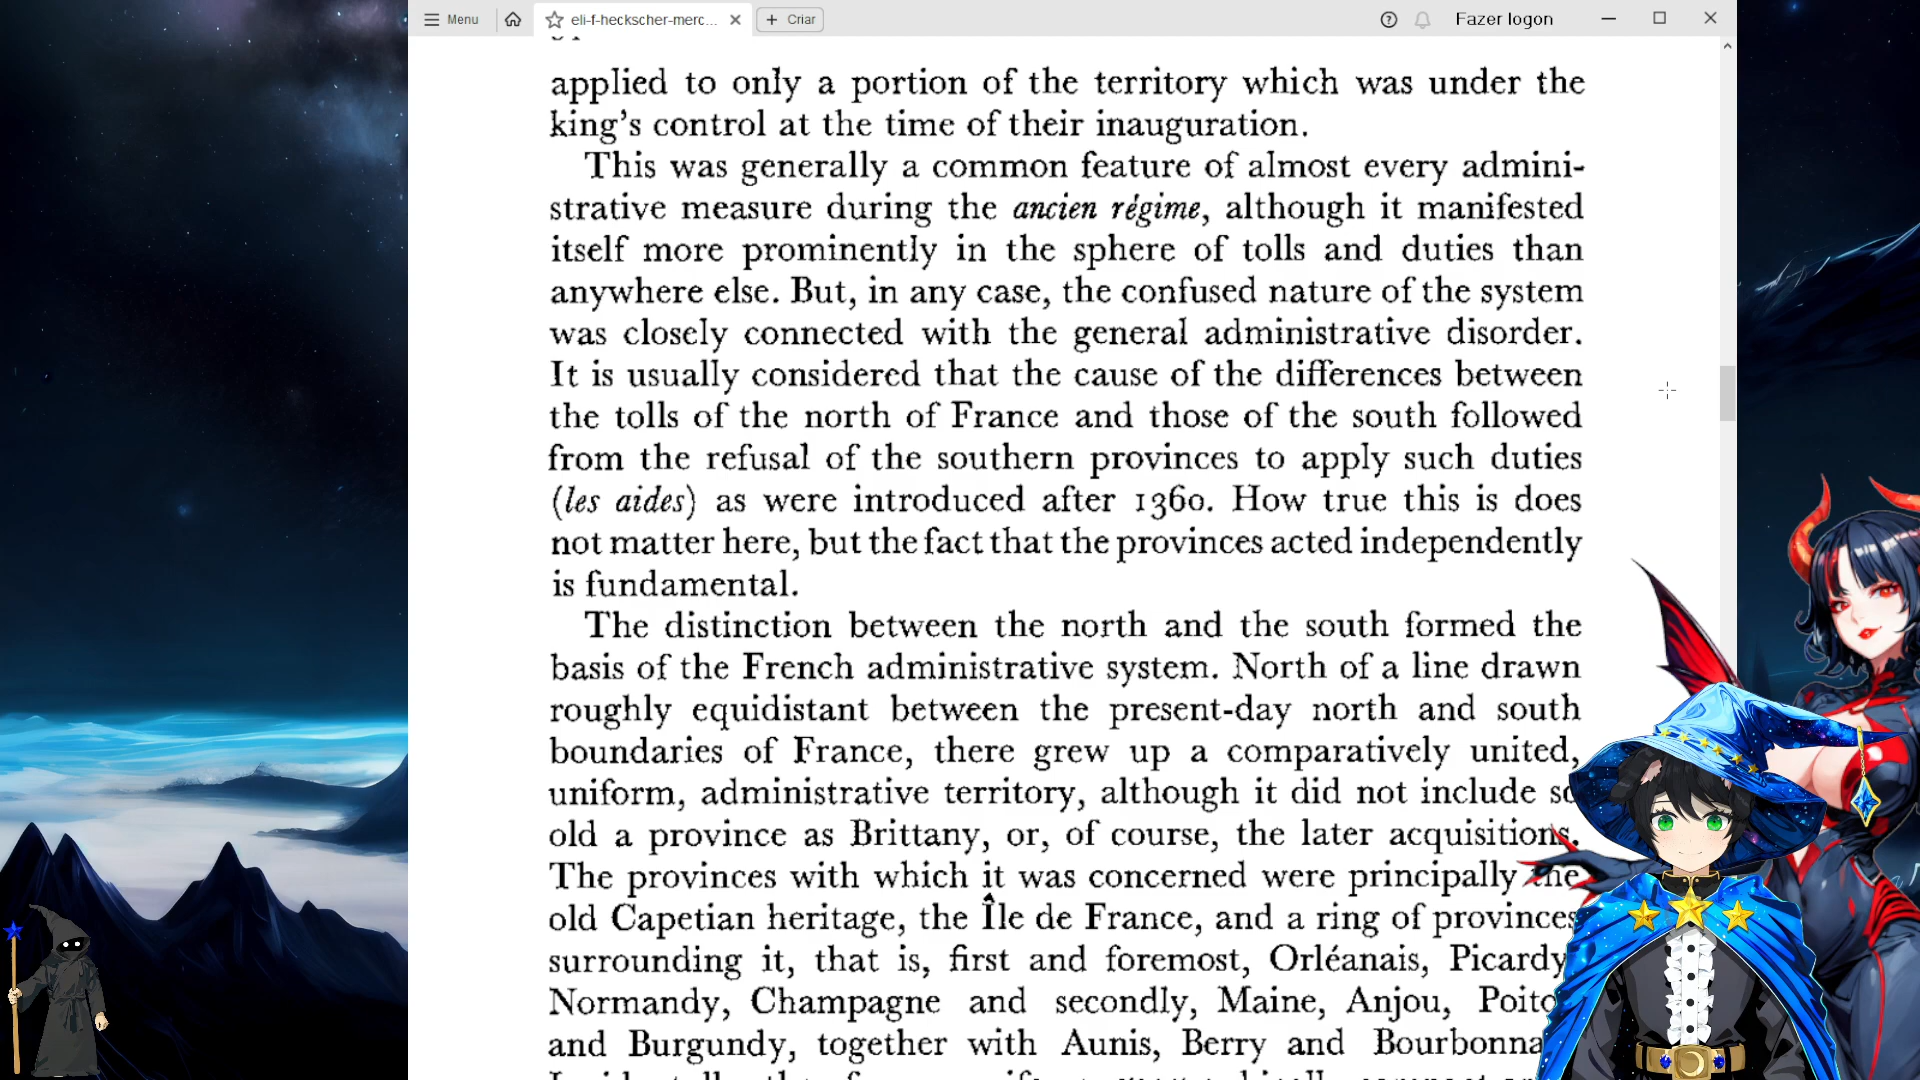 Menu
eli-f-heckscher-merc...
Criar
Fazer logon
applied to only a portion of the territory which was under the
king's control at the time of their inauguration.
This was generally a common feature of almost every admini-
strative measure during the ancien régime, although it manifested
itself more prominently in the sphere of tolls and duties than
anywhere else. But, in any case, the confused nature of the system
was closely connected with the general administrative disorder.
It is usually considered that the cause of the differences between
the tolls of the north of France and those of the south followed
from the refusal of the southern provinces to apply such duties
(les aides) as were introduced after 1360. How true this is does
not matter here, but the fact that the provinces acted independently
is fundamental.
The distinction between the north and the south formed the
basis of the French administrative system. North of a line drawn
roughly equidistant between the present-day north and south
boundaries of France, there grew up a comparatively united,
uniform, administrative territory, although it did not include so
old a province as Brittany, or, of course, the later acquisitions.
The provinces with which it was concerned were principally the
old Capetian heritage, the Île de France, and a ring of provinces
surrounding it, that is, first and foremost, Orléanais, Picardy
Normandy, Champagne and secondly, Maine, Anjou,
and Burgundy, together with Aunis, Berry and